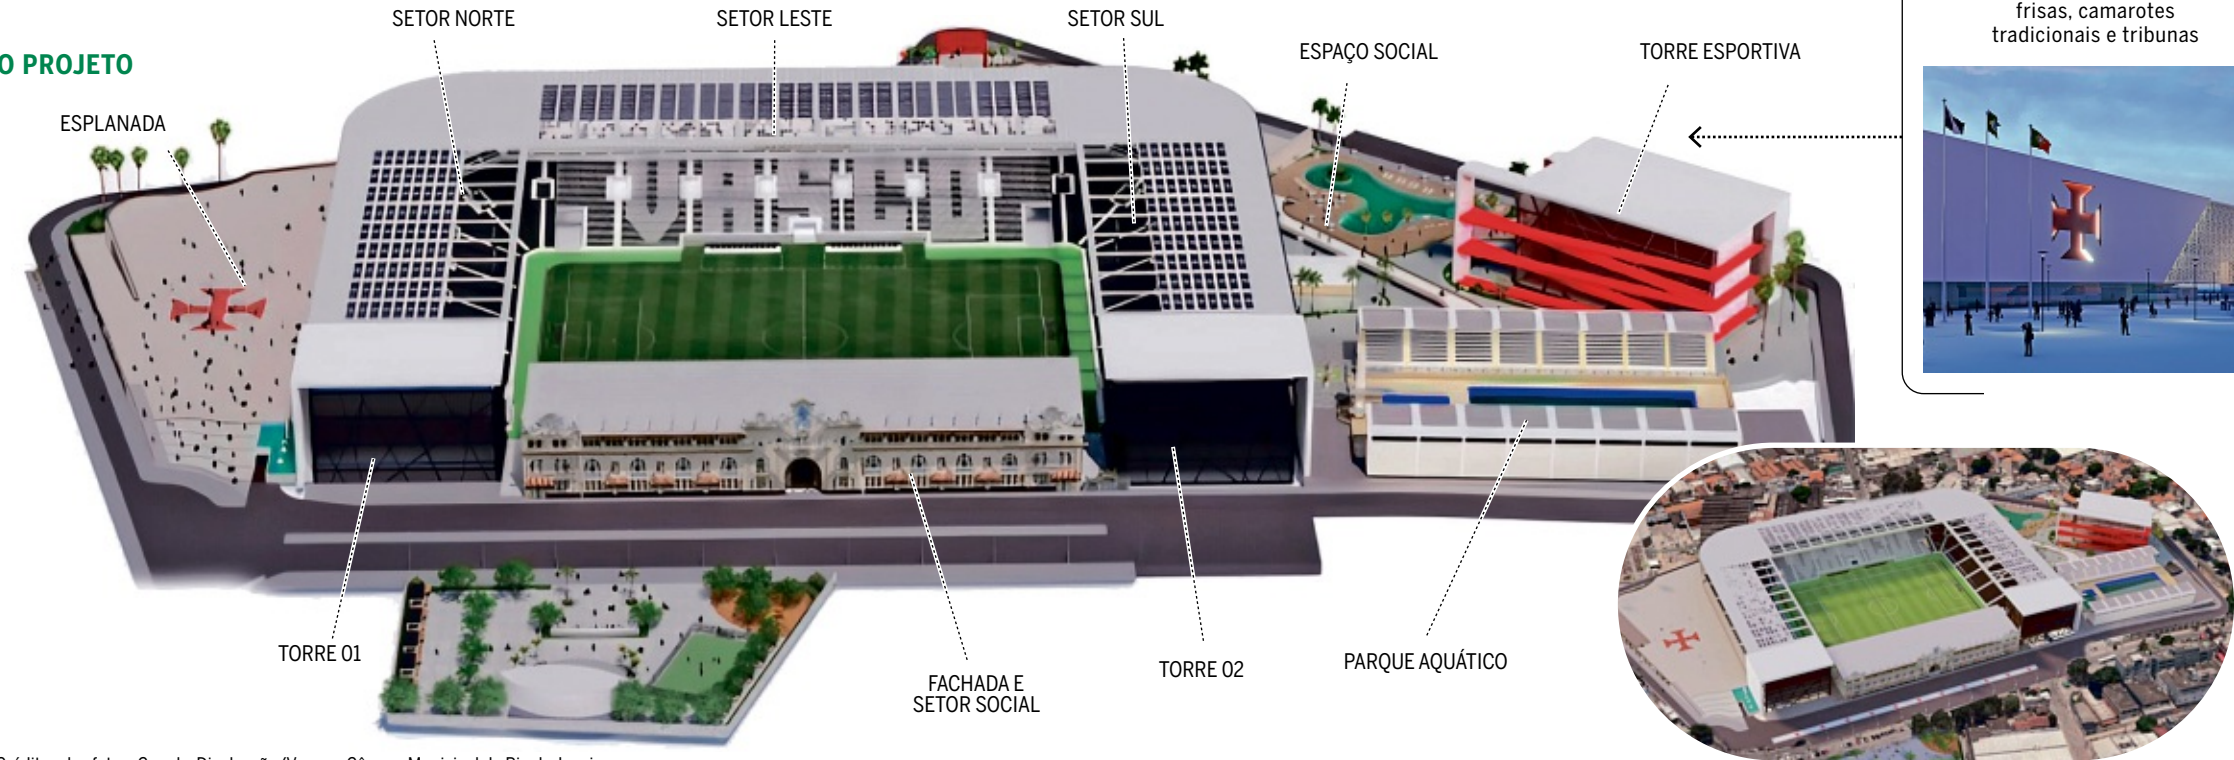 SETOR NORTE
SETOR LESTE
SETOR SUL
ESPAÇO SOCIAL
TORRE ESPORTIVA
frisas, camarotes
tradicionais e tribunas
O PROJETO
ESPLANADA
VASCO
TORRE 01
FACHADA E
SETOR SOCIAL
TORRE 02
PARQUE AQUÁTICO